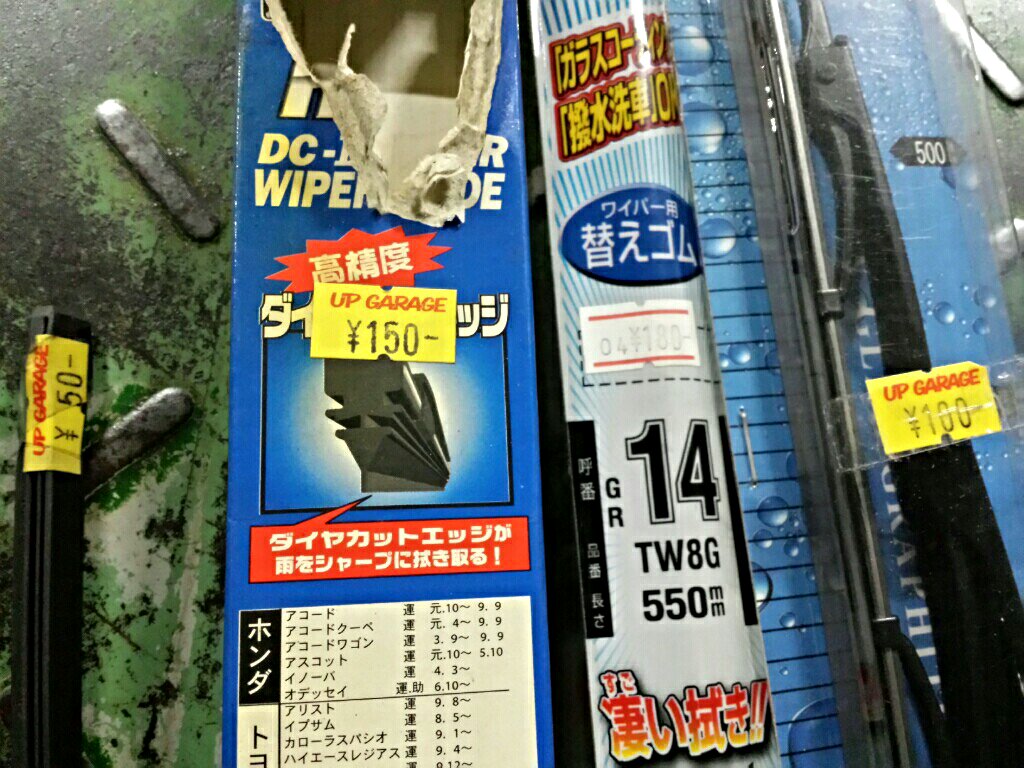 UP GARAGE
¥50-
DC-
WIPER
高精度
UP GARAGE
¥150-
ダイ
ッジ
ダイヤカットエッジが
雨をシャープに拭き取る!
ホンダ
アコード 運 元.10〜 9. 9
アコードクーペ 運 元. 4〜 9. 9
アコードワゴン 運 3. 9〜 9. 9
アスコット 運 元.10〜 5.10
イノーバ 運 4. 3〜
オデッセイ 運.助 6.10〜
アリスト 運 9. 8〜
イプサム 運 8. 5〜
カローラスパシオ 運 9. 1〜
ハイエースレジアス 運 9. 4〜
9.12〜
「ガラスコーティン
「撥水洗車」OK
ワイパー用
替えゴム
04¥180-
呼番
GR
14
品番
TW8G
長さ
550mm
すご
凄い拭き!!
500
UP GARAGE
¥100-
GRAPHI